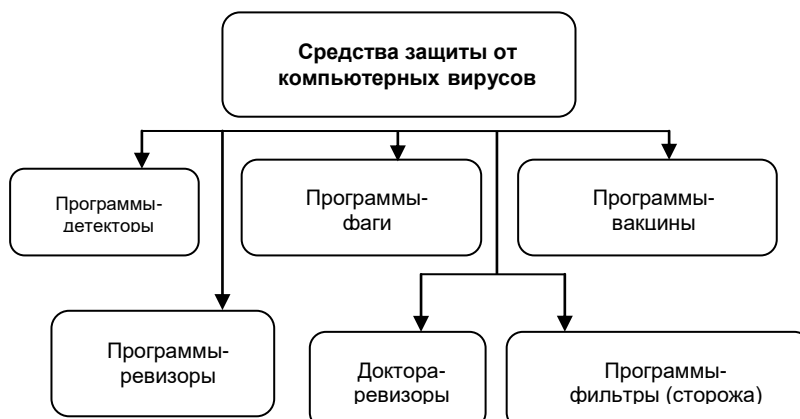 Средства защиты от
компьютерных вирусов
Программы-
детекторы
Программы-
фаги
Программы-
вакцины
Программы-
ревизоры
Доктора-
ревизоры
Программы-
фильтры (сторожа)